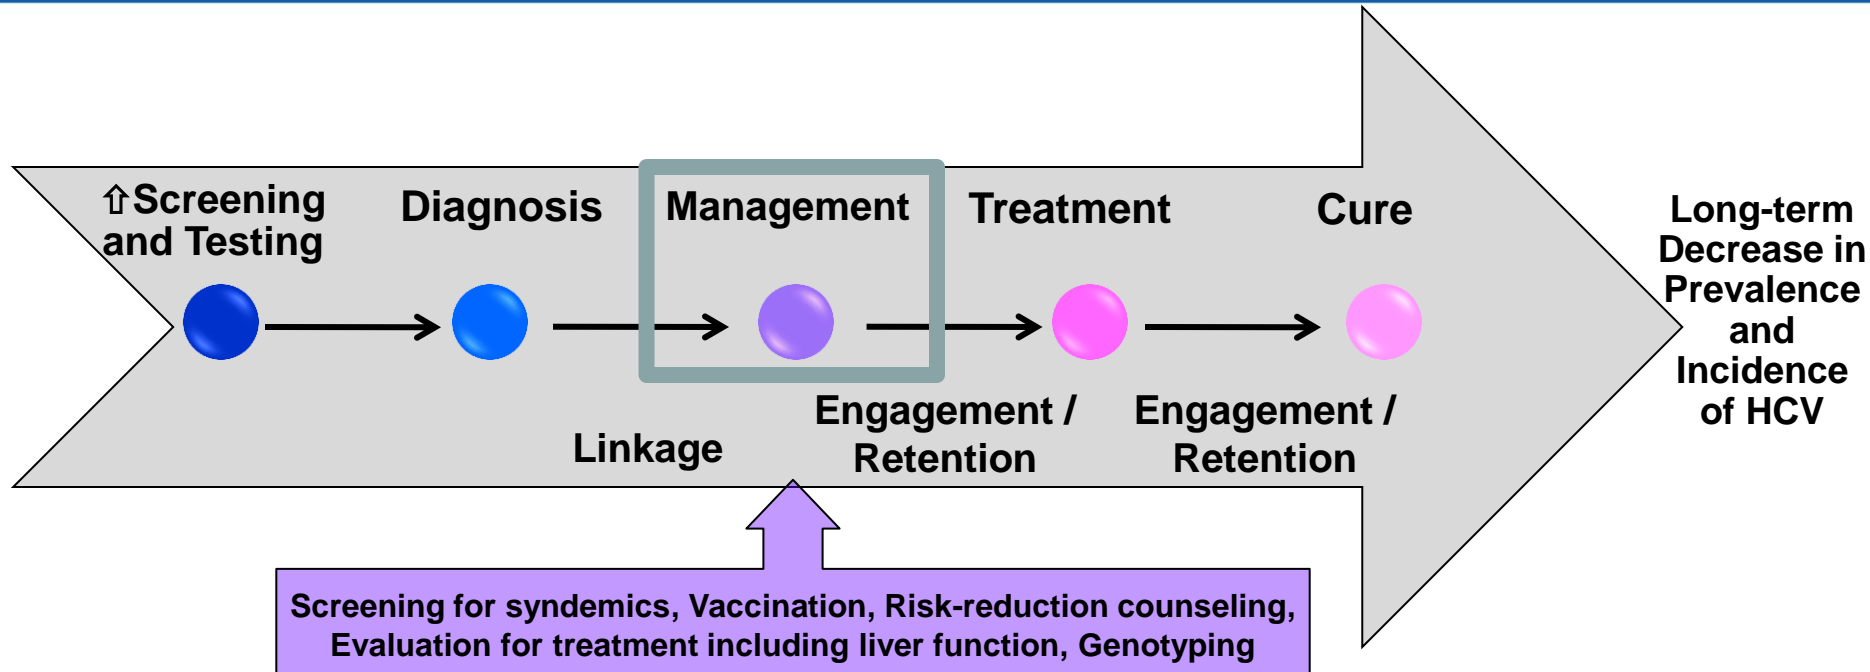 ⇧Screening
and Testing
Diagnosis
Management
Treatment
Cure
Linkage
Engagement /
Retention
Engagement /
Retention
Long-term
Decrease in
Prevalence
and
Incidence
of HCV
Screening for syndemics, Vaccination, Risk-reduction counseling,
Evaluation for treatment including liver function, Genotyping